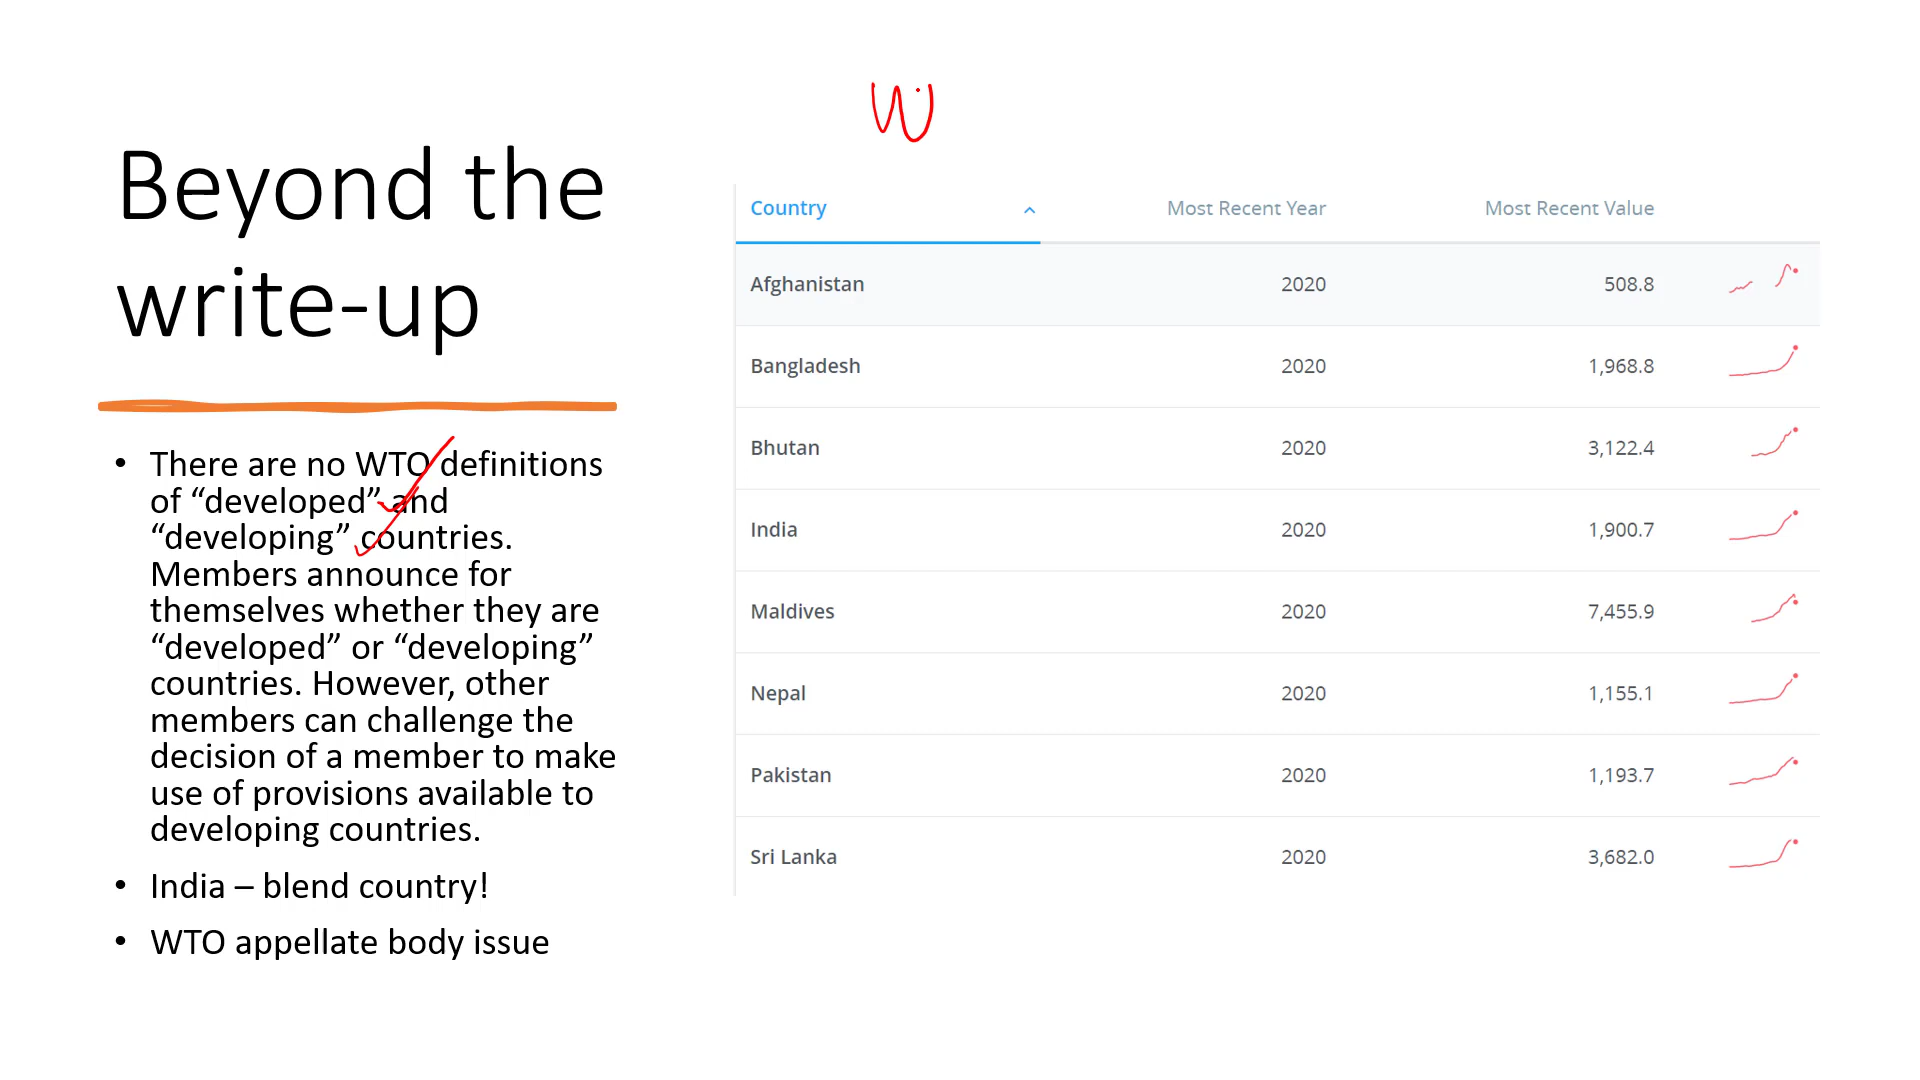 W
Beyond the
write-up
• There are no WTO definitions
of “developed” and
“developing” countries.
Members announce for
themselves whether they are
“developed” or “developing”
countries. However, other
members can challenge the
decision of a member to make
use of provisions available to
developing countries.
• India – blend country!
• WTO appellate body issue
Country Most Recent Year Most Recent Value
Afghanistan 2020 508.8
Bangladesh 2020 1,968.8
Bhutan 2020 3,122.4
India 2020 1,900.7
Maldives 2020 7,455.9
Nepal 2020 1,155.1
Pakistan 2020 1,193.7
Sri Lanka 2020 3,682.0